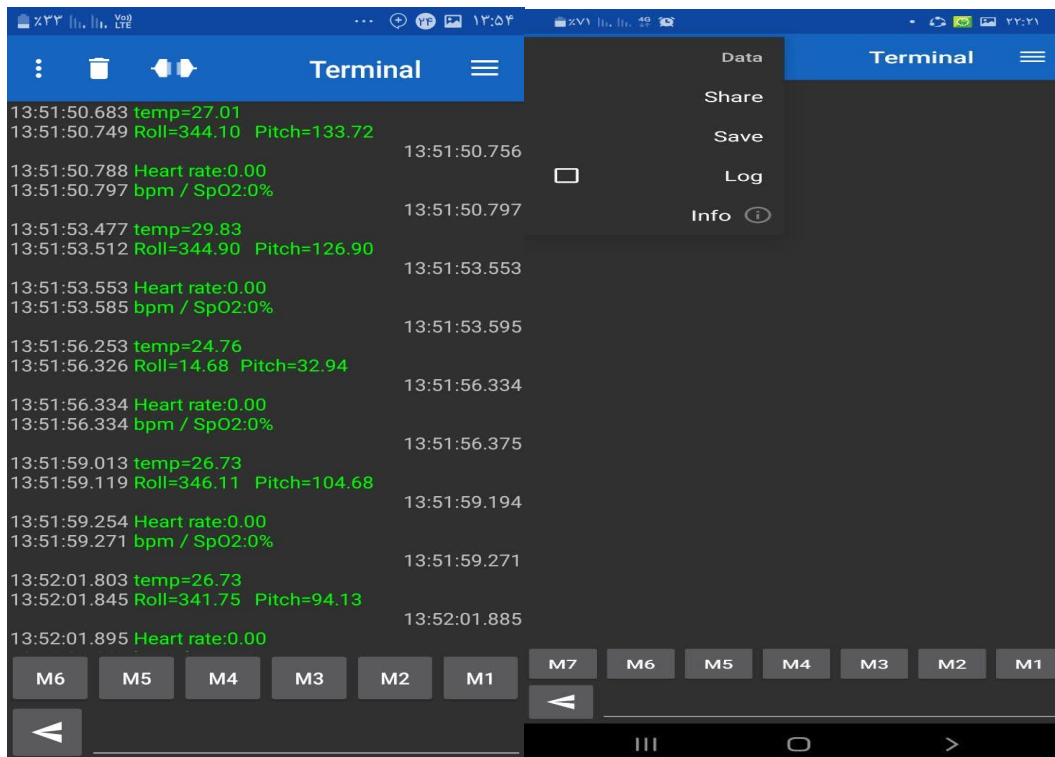 ٪۳۳ Vo)) LTE ۲۴ ۱۳:۵۴
Terminal
13:51:50.683 temp=27.01
13:51:50.749 Roll=344.10 Pitch=133.72
13:51:50.756
13:51:50.788 Heart rate:0.00
13:51:50.797 bpm / SpO2:0%
13:51:50.797
13:51:53.477 temp=29.83
13:51:53.512 Roll=344.90 Pitch=126.90
13:51:53.553
13:51:53.553 Heart rate:0.00
13:51:53.585 bpm / SpO2:0%
13:51:53.595
13:51:56.253 temp=24.76
13:51:56.326 Roll=14.68 Pitch=32.94
13:51:56.334
13:51:56.334 Heart rate:0.00
13:51:56.334 bpm / SpO2:0%
13:51:56.375
13:51:59.013 temp=26.73
13:51:59.119 Roll=346.11 Pitch=104.68
13:51:59.194
13:51:59.254 Heart rate:0.00
13:51:59.271 bpm / SpO2:0%
13:51:59.271
13:52:01.803 temp=26.73
13:52:01.845 Roll=341.75 Pitch=94.13
13:52:01.885
13:52:01.895 Heart rate:0.00
M6 M5 M4 M3 M2 M1
٪۷۱ 4G ۲۲:۲۱
Terminal
Data
Share
Save
Log
Info
M7 M6 M5 M4 M3 M2 M1